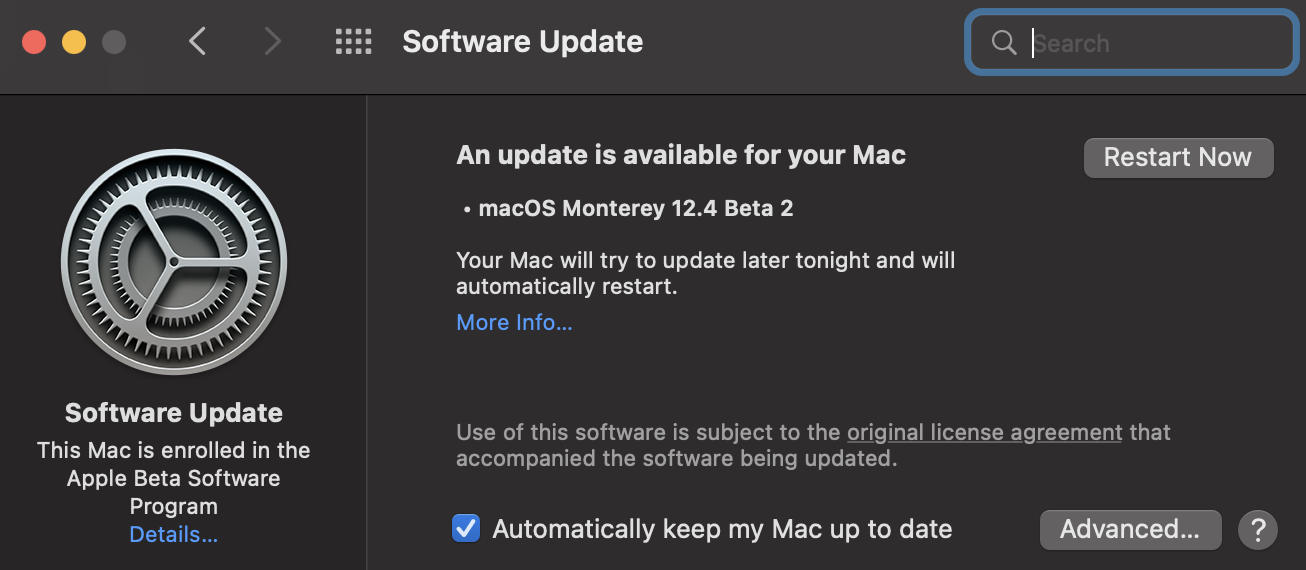 Software Update
Search
An update is available for your Mac
Restart Now
• macOS Monterey 12.4 Beta 2
Your Mac will try to update later tonight and will
automatically restart.
More Info...
Software Update
This Mac is enrolled in the
Apple Beta Software
Program
Details...
Use of this software is subject to the original license agreement that
accompanied the software being updated.
Automatically keep my Mac up to date
Advanced...
?